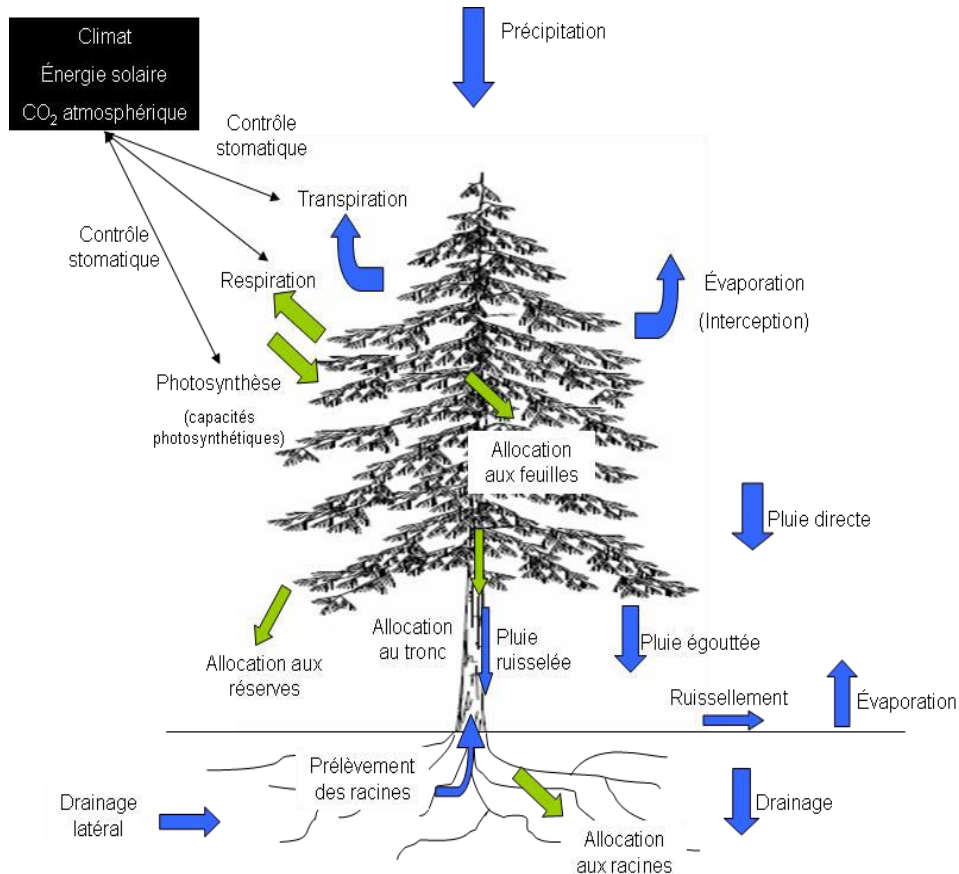 Climat
Énergie solaire
CO₂ atmosphérique
Précipitation
Contrôle
stomatique
Transpiration
Contrôle
stomatique
Respiration
Évaporation
(Interception)
Photosynthèse
(capacités
photosynthétiques)
Allocation
aux feuilles
Pluie directe
Allocation
au tronc
Pluie
ruisselée
Pluie égouttée
Allocation aux
réserves
Ruissellement
Évaporation
Prélèvement
des racines
Drainage
latéral
Drainage
Allocation
aux racines